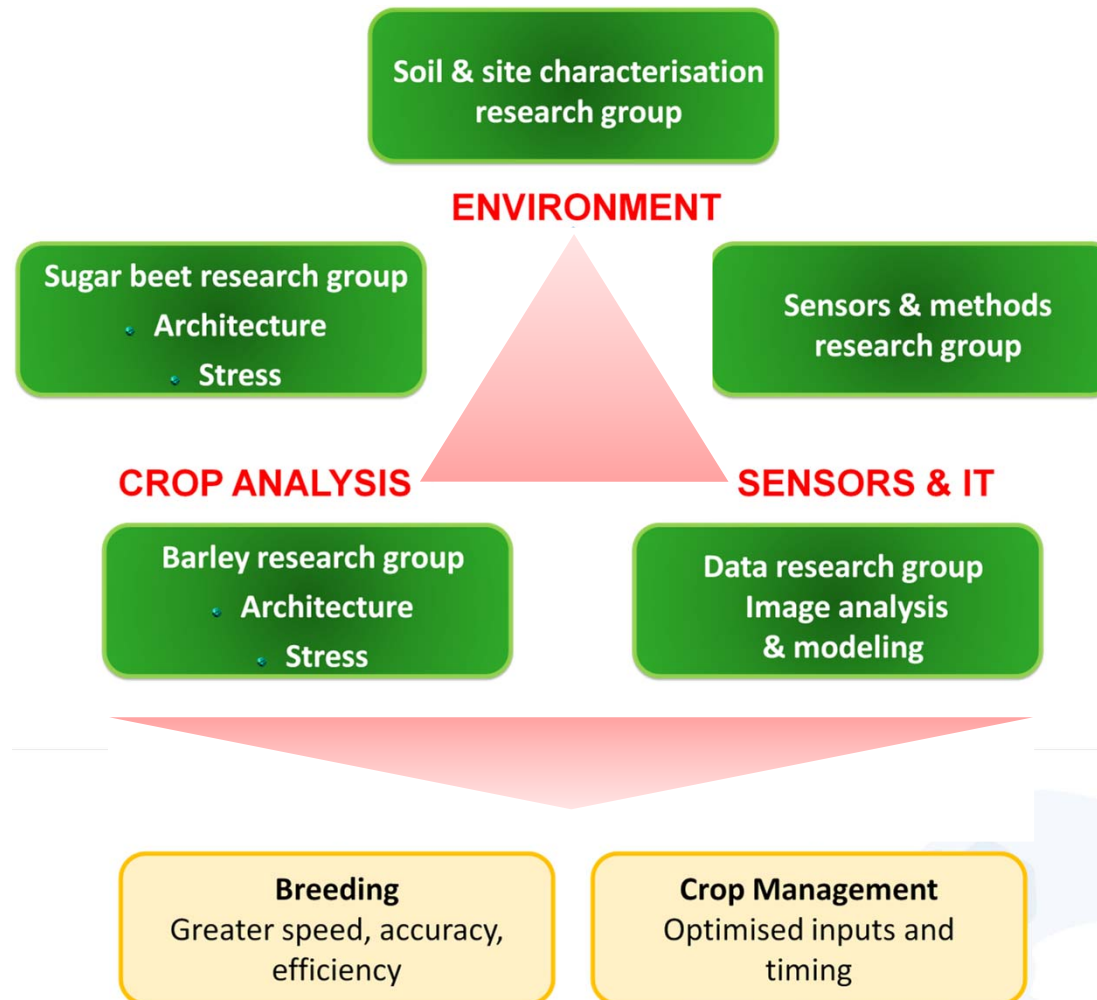 Soil & site characterisation
research group
ENVIRONMENT
Sugar beet research group
Architecture
Stress
Sensors & methods
research group
CROP ANALYSIS
SENSORS & IT
Barley research group
Architecture
Stress
Data research group
Image analysis
& modeling
Breeding
Greater speed, accuracy,
efficiency
Crop Management
Optimised inputs and
timing